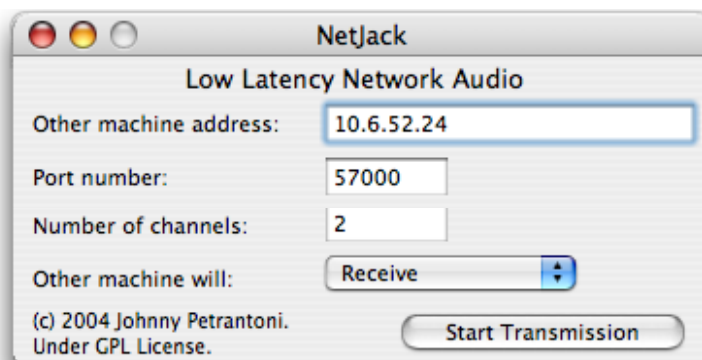 NetJack
Low Latency Network Audio
Other machine address: 10.6.52.24
Port number: 57000
Number of channels: 2
Other machine will: Receive
(c) 2004 Johnny Petrantoni.
Under GPL License.
Start Transmission